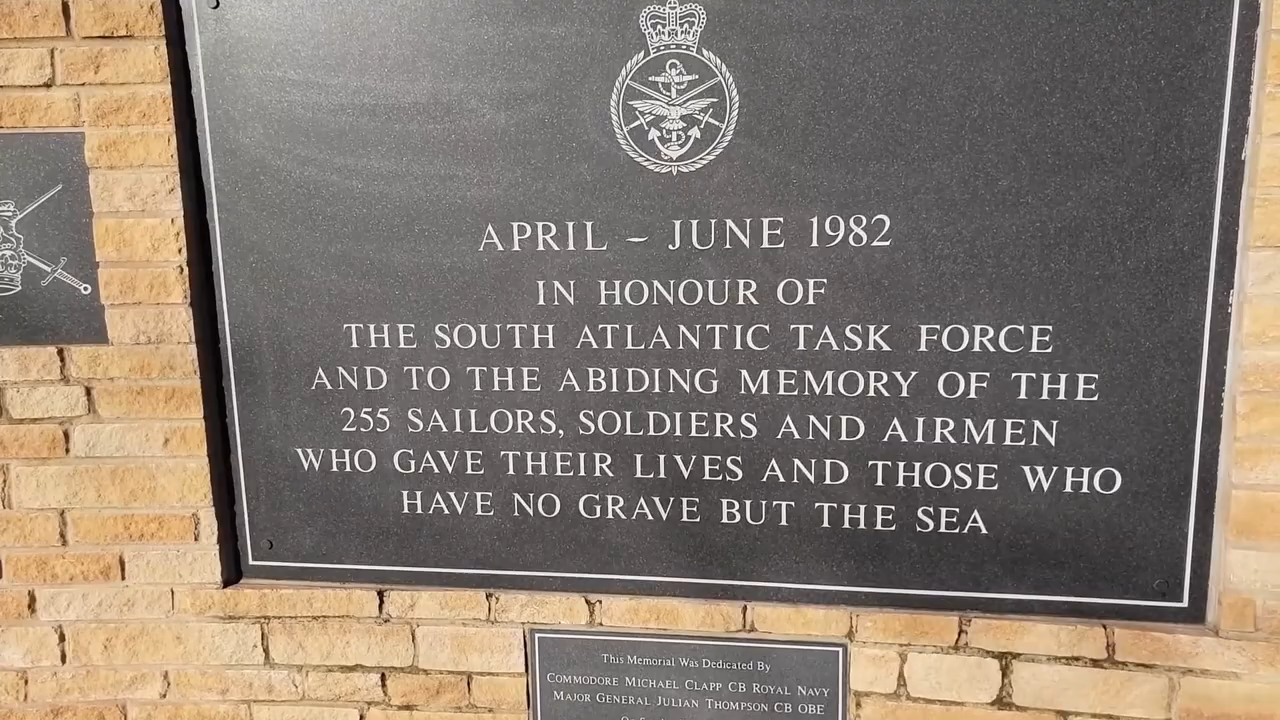 APRIL – JUNE 1982
IN HONOUR OF
THE SOUTH ATLANTIC TASK FORCE
AND TO THE ABIDING MEMORY OF THE
255 SAILORS, SOLDIERS AND AIRMEN
WHO GAVE THEIR LIVES AND THOSE WHO
HAVE NO GRAVE BUT THE SEA
This Memorial Was Dedicated By
COMMODORE MICHAEL CLAPP CB ROYAL NAVY
MAJOR GENERAL JULIAN THOMPSON CB OBE